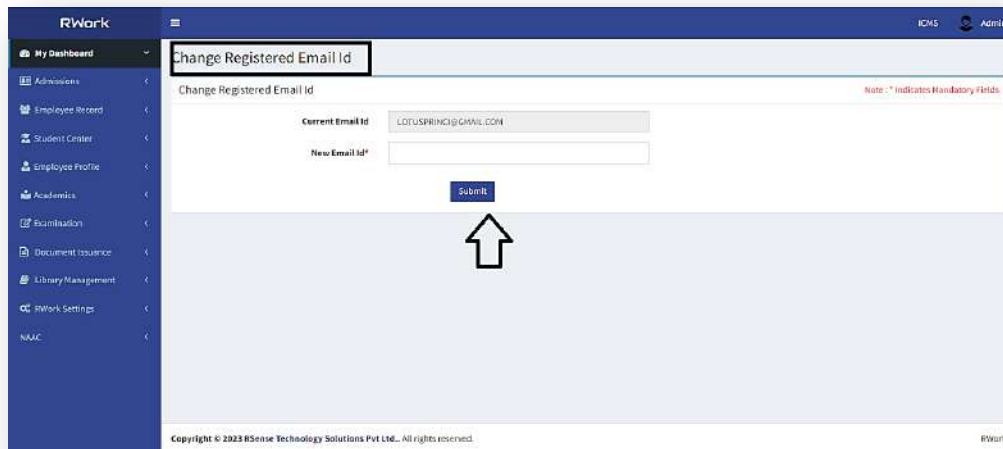 RWork
ICMS Admin
My Dashboard
Admissions
Employee Record
Student Center
Employee Profile
Academics
Examination
Document Issuance
Library Management
RWork Settings
NAAC
Change Registered Email Id
Change Registered Email Id
Note : * Indicates Mandatory Fields
Current Email Id LOTUSPRINCI@GMAIL.COM
New Email Id*
Submit
Copyright © 2023 RSense Technology Solutions Pvt Ltd.. All rights reserved.
RWork